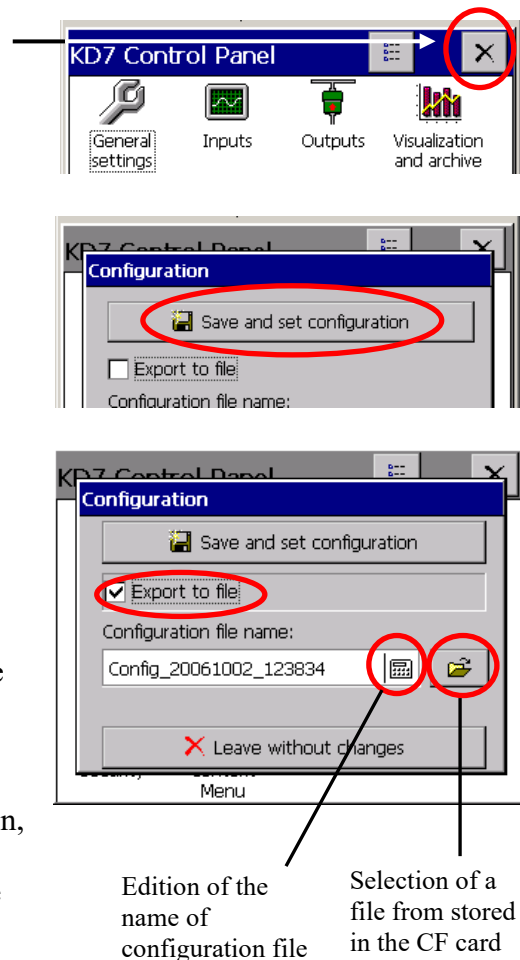 KD7 Control Panel
General settings
Inputs
Outputs
Visualization and archive
KD7 Control Panel
Configuration
Save and set configuration
Export to file
Configuration file name:
KD7 Control Panel
Configuration
Save and set configuration
Export to file
Configuration file name:
Config_20061002_123834
Leave without changes
Menu
Edition of the
name of
configuration file
Selection of a
file from stored
in the CF card